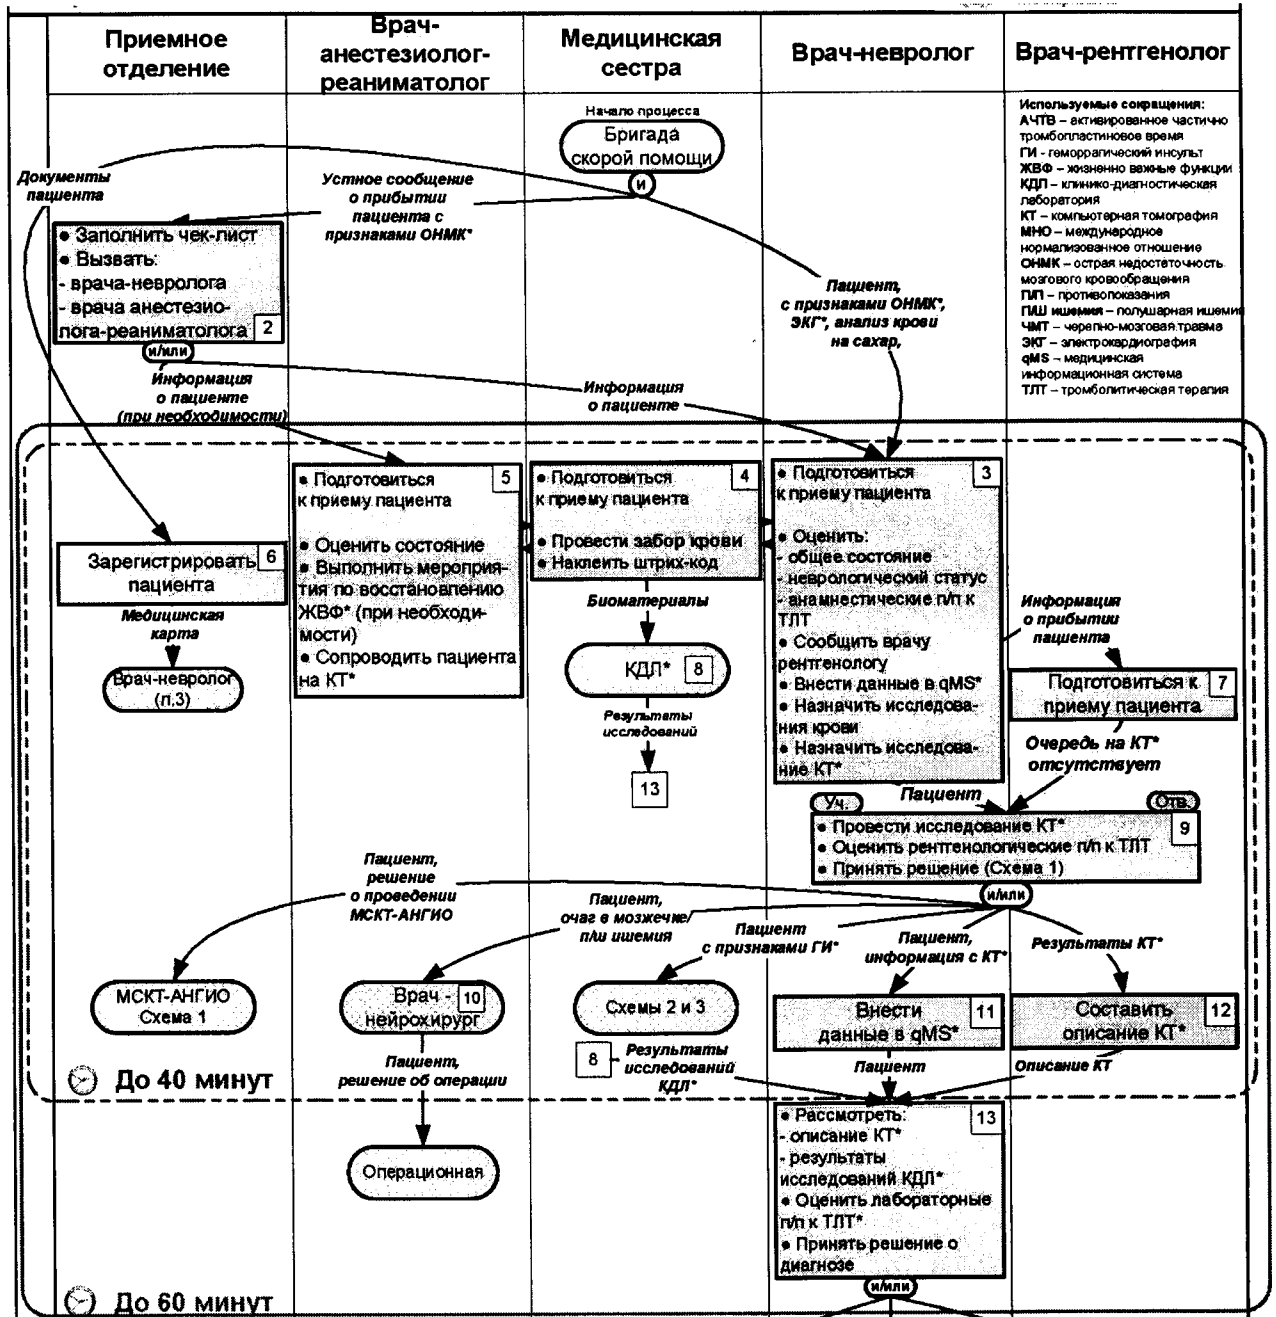 Приемное
отделение
Врач-
анестезиолог-
реаниматолог
Медицинская
сестра
Врач-невролог
Врач-рентгенолог
Начало процесса
Бригада
скорой помощи
и
Используемые сокращения:
АЧТВ – активированное частично
тромбопластиновое время
ГИ - геморрагический инсульт
ЖВФ – жизненно важные функции
КДЛ – клинико-диагностическая
лаборатория
КТ – компьютерная томография
МНО – международное
нормализованное отношение
ОНМК – острая недостаточность
мозгового кровообращения
П/П – противопоказания
П/Ш ишемия – полушарная ишемия
ЧМТ – черепно-мозговая травма
ЭКГ – электрокардиография
qMS – медицинская
информационная система
ТЛТ – тромболитическая терапия
Документы
пациента
Устное сообщение
о прибытии
пациента с
признаками ОНМК*
• Заполнить чек-лист
• Вызвать:
- врача-невролога
- врача анестезио-
лога-реаниматолога
2
и/или
Пациент,
с признаками ОНМК*,
ЭКГ*, анализ крови
на сахар,
Информация
о пациенте
(при необходимости)
Информация
о пациенте
• Подготовиться
к приему пациента
5
• Оценить состояние
• Выполнить мероприя-
тия по восстановлению
ЖВФ* (при необходи-
мости)
• Сопроводить пациента
на КТ*
• Подготовиться
к приему пациента
4
• Провести забор крови
• Наклеить штрих-код
• Подготовиться
к приему пациента
3
• Оценить:
- общее состояние
- неврологический статус
- анамнестические п/п к
ТЛТ
• Сообщить врачу
рентгенологу
• Внести данные в qMS*
• Назначить исследова-
ния крови
• Назначить исследова-
ние КТ*
Зарегистрировать
пациента
6
Медицинская
карта
Врач-невролог
(п.3)
Биоматериалы
КДЛ*
8
Результаты
исследований
13
Информация
о прибытии
пациента
Подготовиться к
приему пациента
7
Очередь на КТ*
отсутствует
Пациент
Уч.
Отв.
• Провести исследование КТ*
• Оценить рентгенологические п/п к ТЛТ
• Принять решение (Схема 1)
9
и/или
Пациент,
решение
о проведении
МСКТ-АНГИО
Пациент,
очаг в мозжечке/
п/ш ишемия
Пациент
с признаками ГИ*
Пациент,
информация с КТ*
Результаты КТ*
МСКТ-АНГИО
Схема 1
Врач -
нейрохирург
10
Схемы 2 и 3
Внести
данные в qMS*
11
Составить
описание КТ*
12
Пациент,
решение об операции
8
Результаты
исследований
КДЛ*
Пациент
Описание КТ
До 40 минут
Операционная
• Рассмотреть:
- описание КТ*
- результаты
исследований КДЛ*
• Оценить лабораторные
п/п к ТЛТ*
• Принять решение о
диагнозе
13
и/или
До 60 минут